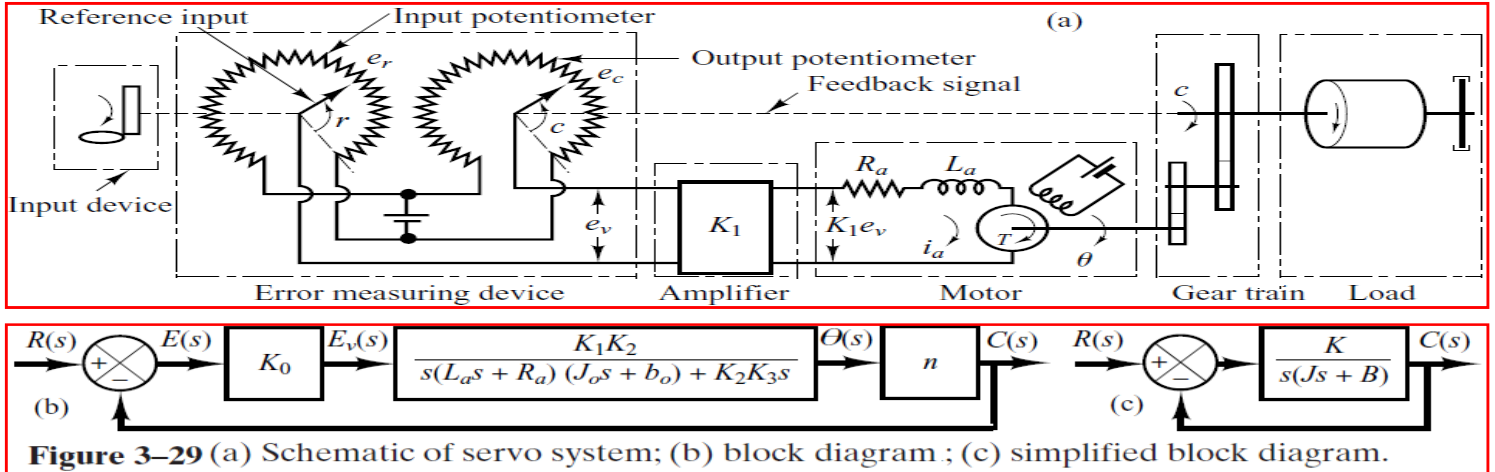 Reference input
Input potentiometer
(a)
e_r
e_c
Output potentiometer
Feedback signal
r
c
c
R_a
L_a
Input device
e_v
K_1
K_1e_v
i_a
T
θ
Error measuring device
Amplifier
Motor
Gear train
Load
R(s)
+
−
E(s)
K_0
E_v(s)
K_1K_2
s(L_as + R_a) (J_os + b_o) + K_2K_3s
Θ(s)
n
C(s)
(b)
R(s)
+
−
K
s(Js + B)
C(s)
(c)
Figure 3–29 (a) Schematic of servo system; (b) block diagram ; (c) simplified block diagram.